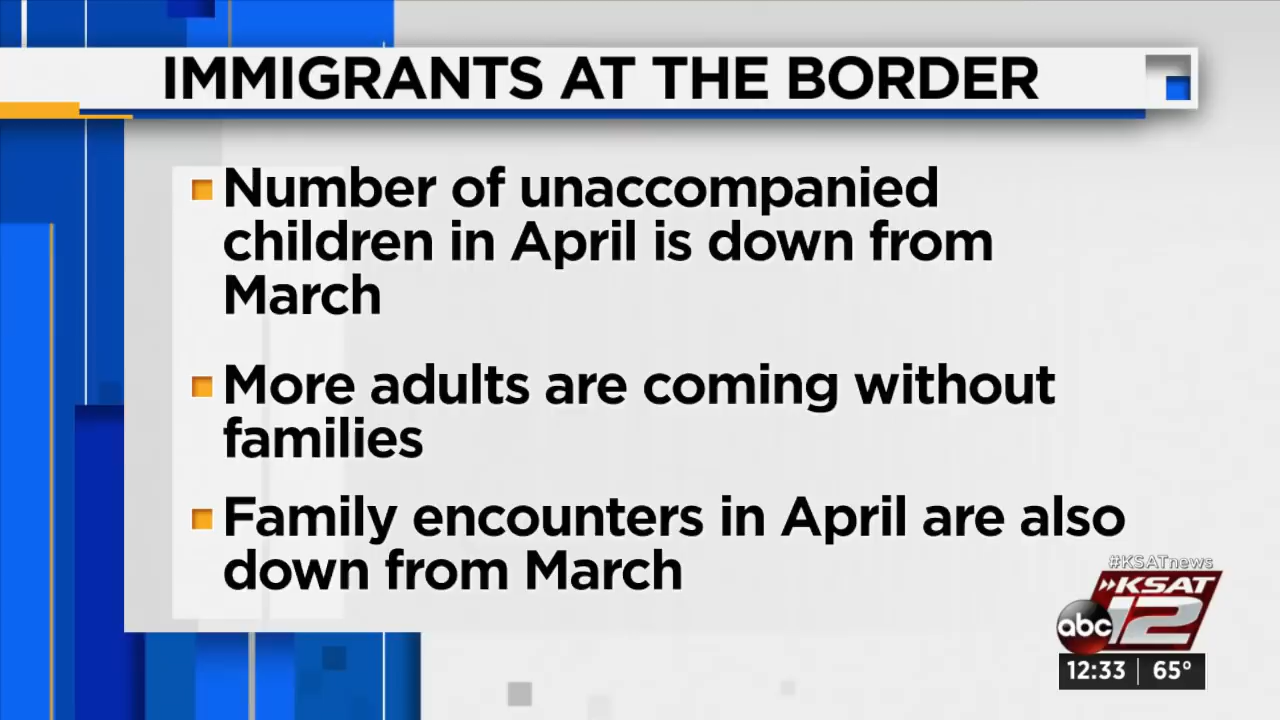 IMMIGRANTS AT THE BORDER
Number of unaccompanied
children in April is down from
March
More adults are coming without
families
Family encounters in April are also
down from March
#KSATnews
KSAT
abc 12
12:33 65°